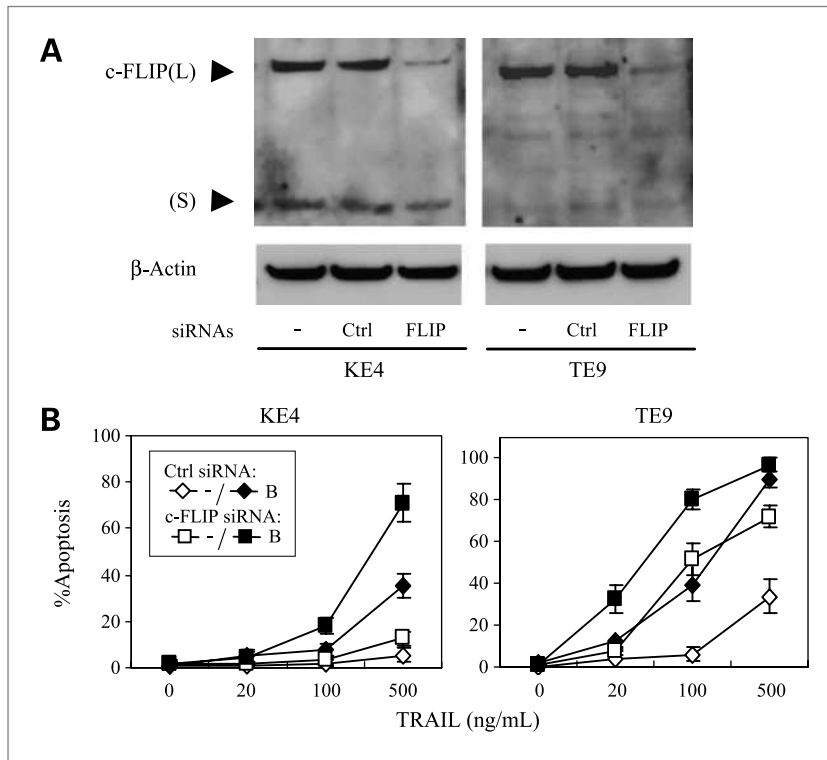 A
c-FLIP(L)
(S)
β-Actin
siRNAs - Ctrl FLIP - Ctrl FLIP
KE4 TE9
B
KE4 TE9
100
80
60
40
20
0
Ctrl siRNA:
- / B
c-FLIP siRNA:
- / B
%Apoptosis
0 20 100 500
100
80
60
40
20
0
0 20 100 500
TRAIL (ng/mL)